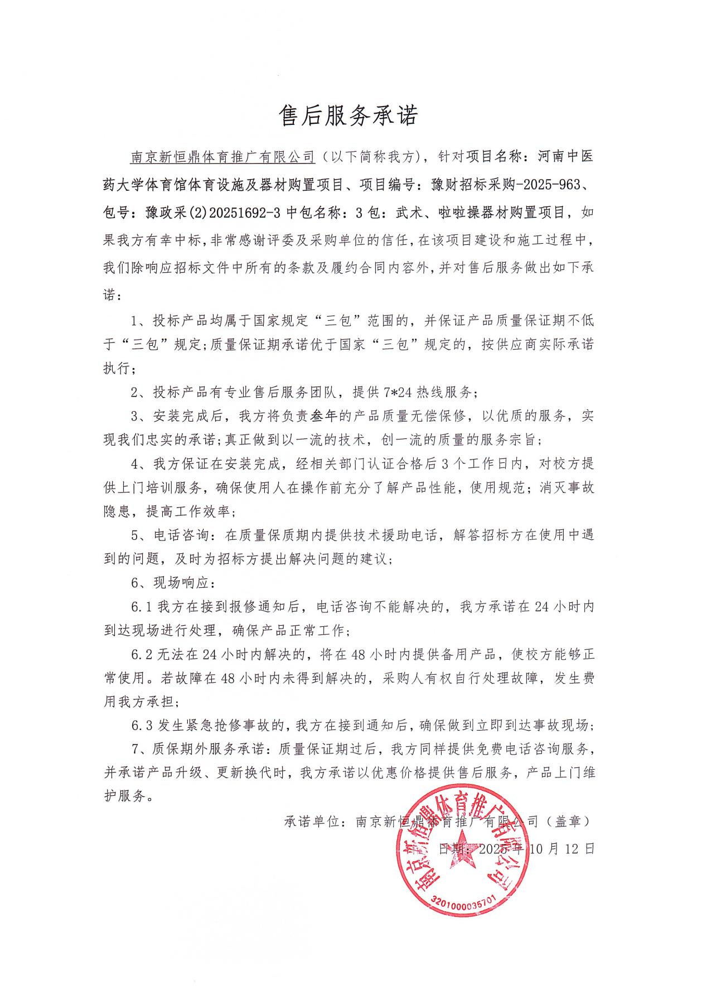 售后服务承诺
南京新恒鼎体育推广有限公司（以下简称我方），针对项目名称：河南中医
药大学体育馆体育设施及器材购置项目、项目编号：豫财招标采购-2025-963、
包号：豫政采(2)20251692-3 中包名称：3 包：武术、啦啦操器材购置项目，如
果我方有幸中标,非常感谢评委及采购单位的信任,在该项目建设和施工过程中,
我们除响应招标文件中所有的条款及履约合同内容外,并对售后服务做出如下承
诺：
1、投标产品均属于国家规定“三包”范围的，并保证产品质量保证期不低
于“三包”规定;质量保证期承诺优于国家“三包”规定的，按供应商实际承诺
执行；
2、投标产品有专业售后服务团队，提供 7*24 热线服务；
3、安装完成后，我方将负责叁年的产品质量无偿保修，以优质的服务，实
现我们忠实的承诺;真正做到以一流的技术，创一流的质量的服务宗旨；
4、我方保证在安装完成，经相关部门认证合格后 3 个工作日内，对校方提
供上门培训服务，确保使用人在操作前充分了解产品性能，使用规范；消灭事故
隐患，提高工作效率；
5、电话咨询：在质量保质期内提供技术援助电话，解答招标方在使用中遇
到的问题，及时为招标方提出解决问题的建议；
6、现场响应：
6.1 我方在接到报修通知后，电话咨询不能解决的，我方承诺在 24 小时内
到达现场进行处理，确保产品正常工作；
6.2 无法在 24 小时内解决的，将在 48 小时内提供备用产品，使校方能够正
常使用。若故障在 48 小时内未得到解决的，采购人有权自行处理故障，发生费
用我方承担；
6.3 发生紧急抢修事故的,我方在接到通知后,确保做到立即到达事故现场;
7、质保期外服务承诺：质量保证期过后，我方同样提供免费电话咨询服务，
并承诺产品升级、更新换代时，我方承诺以优惠价格提供售后服务，产品上门维
护服务。
承诺单位：南京新恒鼎体育推广有限公司（盖章）
日期：2025 年 10 月 12 日
南京新恒鼎体育推广有限公司
3201000035701